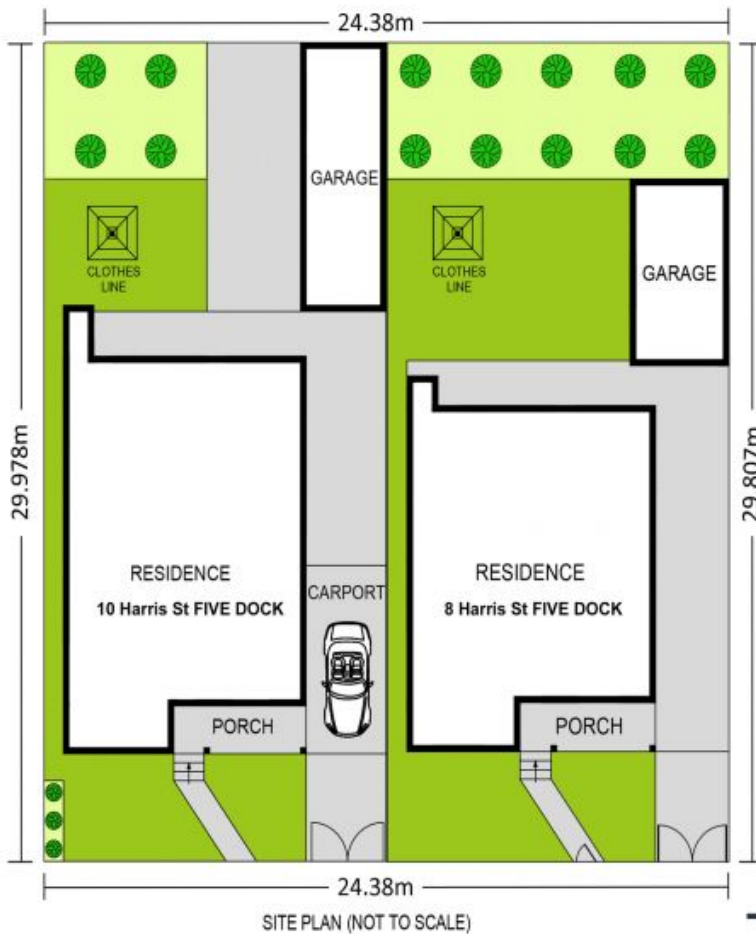 24.38m
GARAGE
CLOTHES
LINE
CLOTHES
LINE
GARAGE
29.978m
29.807m
RESIDENCE
10 Harris St FIVE DOCK
CARPORT
RESIDENCE
8 Harris St FIVE DOCK
PORCH
PORCH
24.38m
SITE PLAN (NOT TO SCALE)